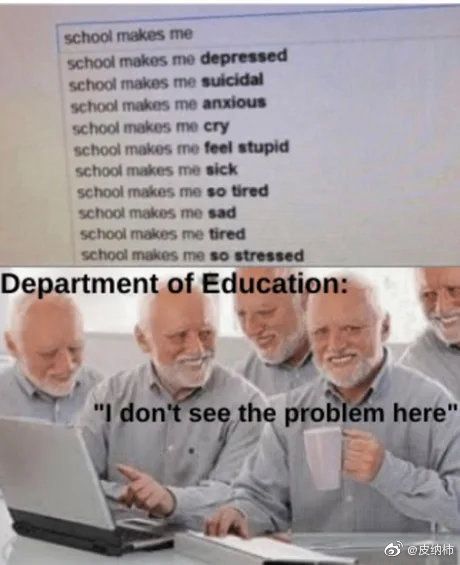 school makes me
school makes me depressed
school makes me suicidal
school makes me anxious
school makes me cry
school makes me feel stupid
school makes me sick
school makes me so tired
school makes me sad
school makes me tired
school makes me so stressed
Department of Education:
"I don't see the problem here"
@皮纳柿